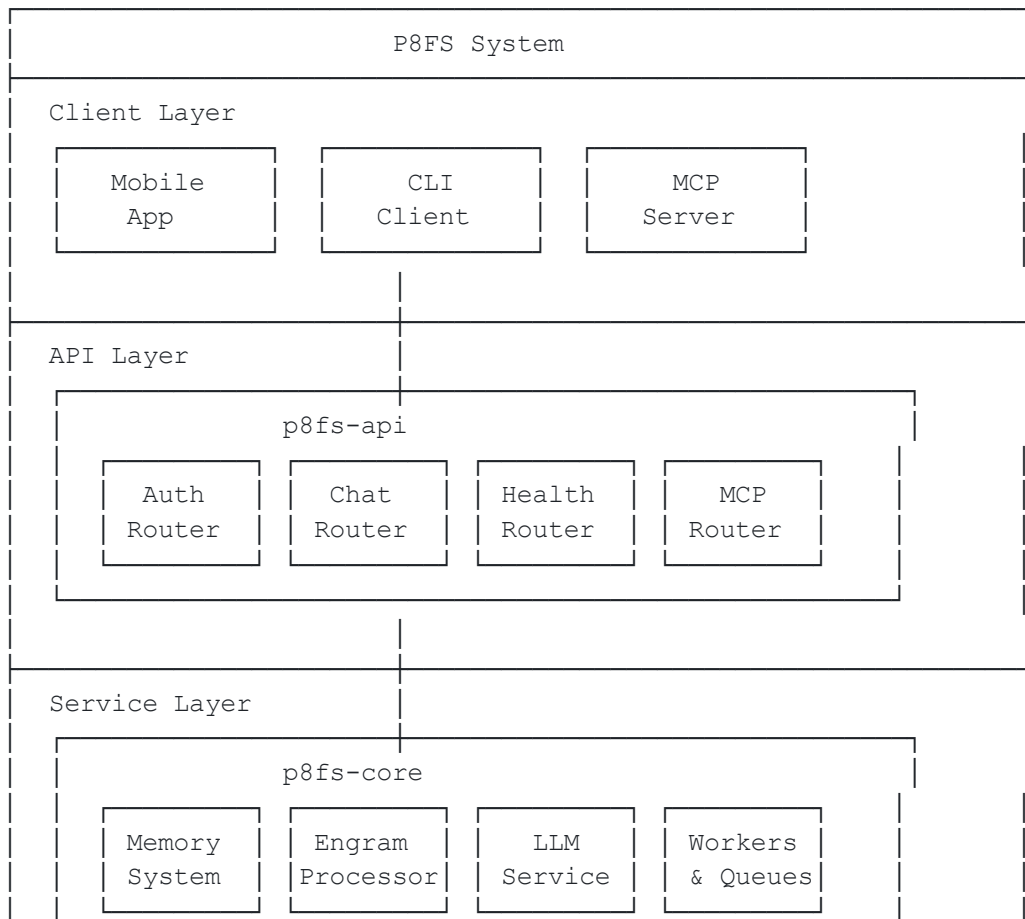 P8FS System
Client Layer
Mobile CLI MCP
App Client Server
API Layer
p8fs-api
Auth Chat Health MCP
Router Router Router Router
Service Layer
p8fs-core
Memory Engram LLM Workers
System Processor Service & Queues